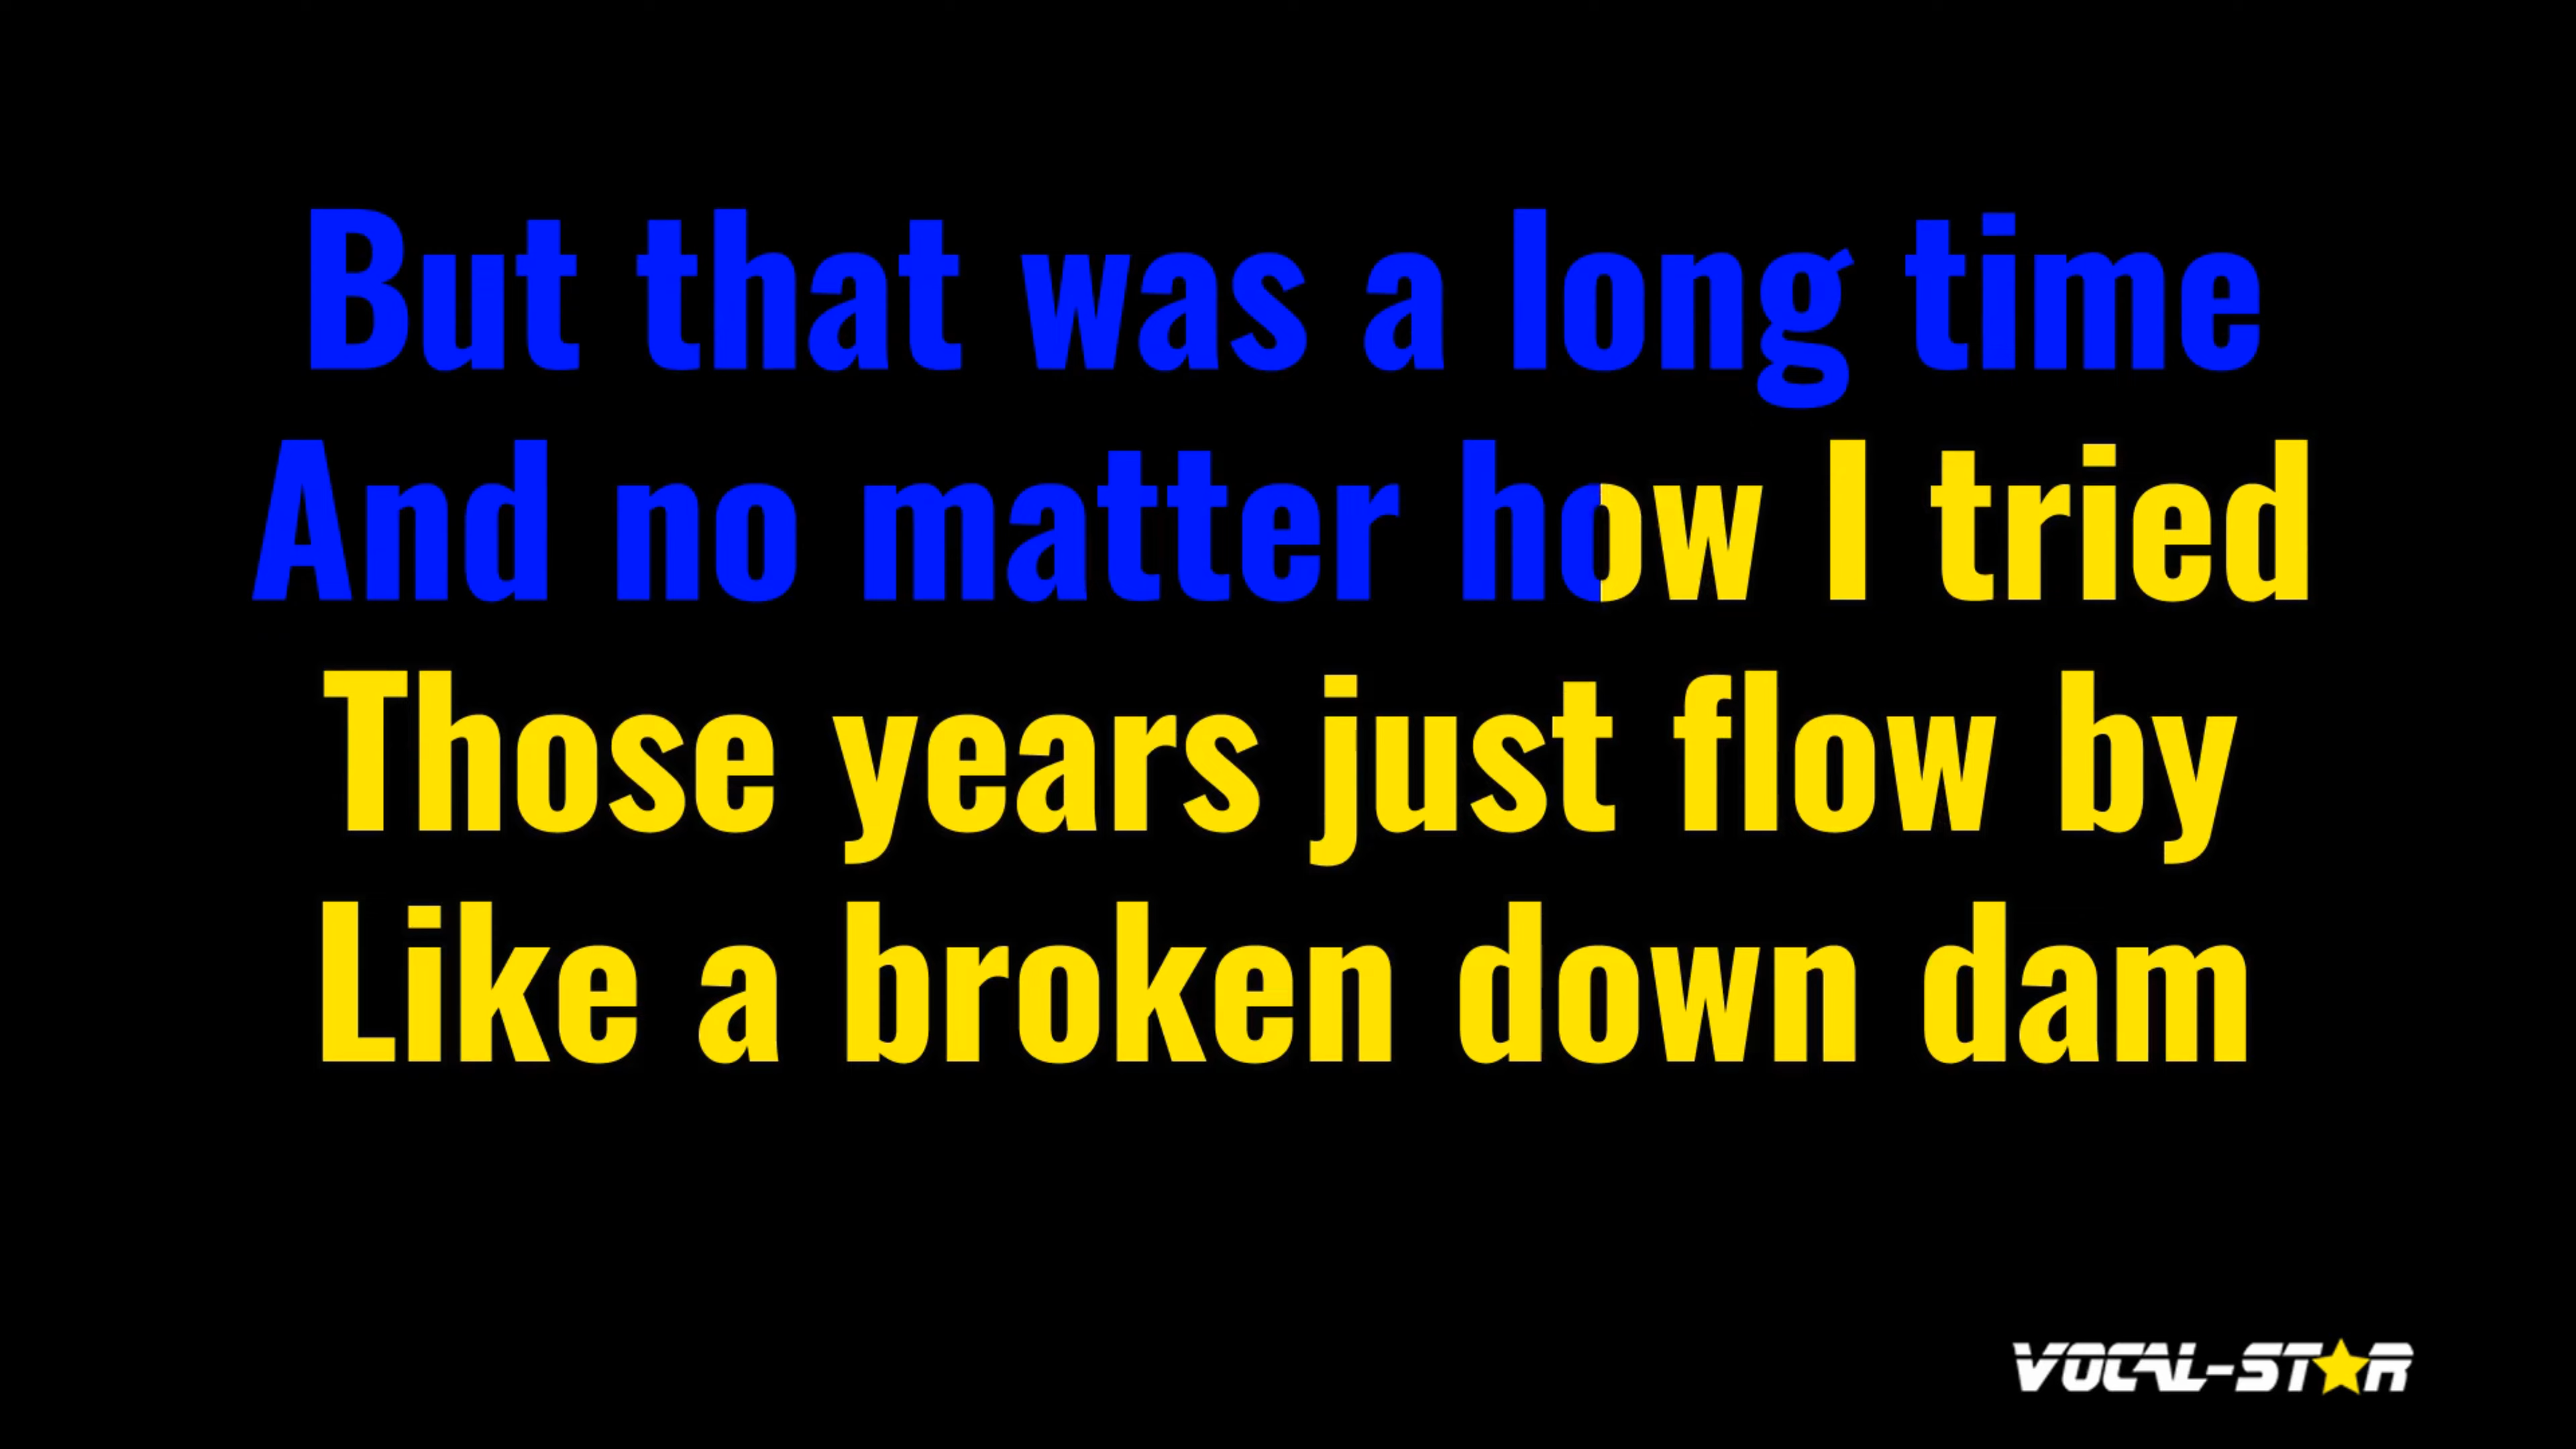 But that was a long time
And no matter how I tried
Those years just flow by
Like a broken down dam
VOCAL-STAR